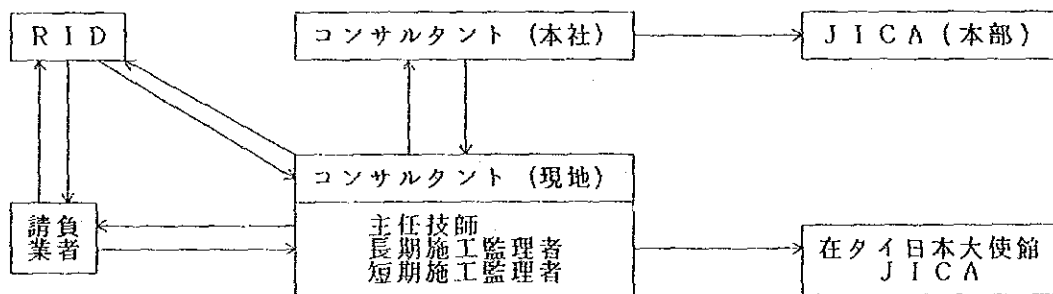 RID
コンサルタント (本社)
JICA (本部)
コンサルタント (現地)
請負
業者
主任技師
長期施工監理者
短期施工監理者
在タイ日本大使館
JICA